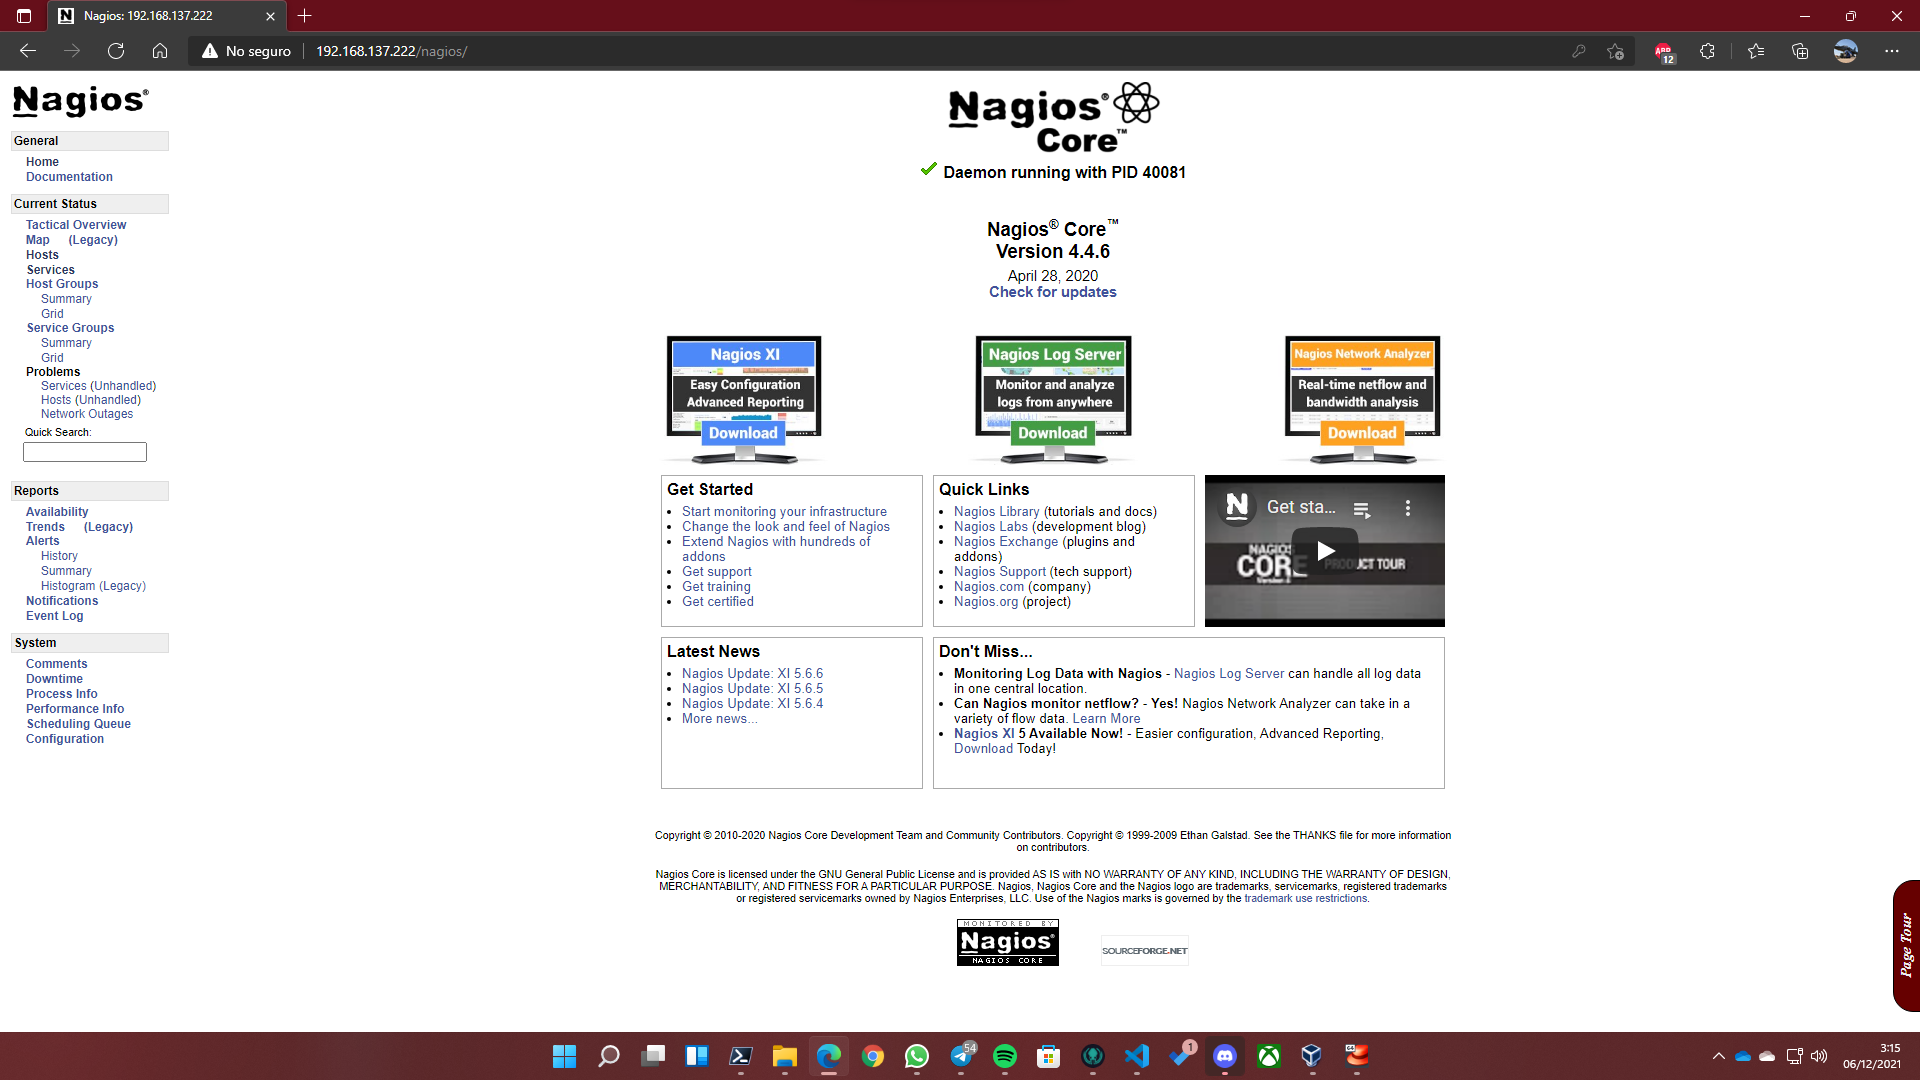 Nagios: 192.168.137.222
No seguro
192.168.137.222/nagios/
ABP
12
Nagios®
General
Home
Documentation
Current Status
Tactical Overview
Map (Legacy)
Hosts
Services
Host Groups
Summary
Grid
Service Groups
Summary
Grid
Problems
Services (Unhandled)
Hosts (Unhandled)
Network Outages
Quick Search:
Reports
Availability
Trends (Legacy)
Alerts
History
Summary
Histogram (Legacy)
Notifications
Event Log
System
Comments
Downtime
Process Info
Performance Info
Scheduling Queue
Configuration
Nagios®
Core™
Daemon running with PID 40081
Nagios® Core™
Version 4.4.6
April 28, 2020
Check for updates
Nagios XI
Easy Configuration
Advanced Reporting
Download
Nagios Log Server
Monitor and analyze
logs from anywhere
Download
Nagios Network Analyzer
Real-time netflow and
bandwidth analysis
Download
Get Started
Start monitoring your infrastructure
Change the look and feel of Nagios
Extend Nagios with hundreds of
addons
Get support
Get training
Get certified
Quick Links
Nagios Library (tutorials and docs)
Nagios Labs (development blog)
Nagios Exchange (plugins and
addons)
Nagios Support (tech support)
Nagios.com (company)
Nagios.org (project)
N Get sta...
NAGIOS
CORE PRODUCT TOUR
Latest News
Nagios Update: XI 5.6.6
Nagios Update: XI 5.6.5
Nagios Update: XI 5.6.4
More news...
Don't Miss...
Monitoring Log Data with Nagios - Nagios Log Server can handle all log data
in one central location.
Can Nagios monitor netflow? - Yes! Nagios Network Analyzer can take in a
variety of flow data. Learn More
Nagios XI 5 Available Now! - Easier configuration, Advanced Reporting,
Download Today!
Copyright © 2010-2020 Nagios Core Development Team and Community Contributors. Copyright © 1999-2009 Ethan Galstad. See the THANKS file for more information
on contributors.
Nagios Core is licensed under the GNU General Public License and is provided AS IS with NO WARRANTY OF ANY KIND, INCLUDING THE WARRANTY OF DESIGN,
MERCHANTABILITY, AND FITNESS FOR A PARTICULAR PURPOSE. Nagios, Nagios Core and the Nagios logo are trademarks, servicemarks, registered trademarks
or registered servicemarks owned by Nagios Enterprises, LLC. Use of the Nagios marks is governed by the trademark use restrictions.
MONITORED BY
Nagios®
NAGIOS CORE
SOURCEFORGE.NET
Page Tour
54
1
3:15
06/12/2021